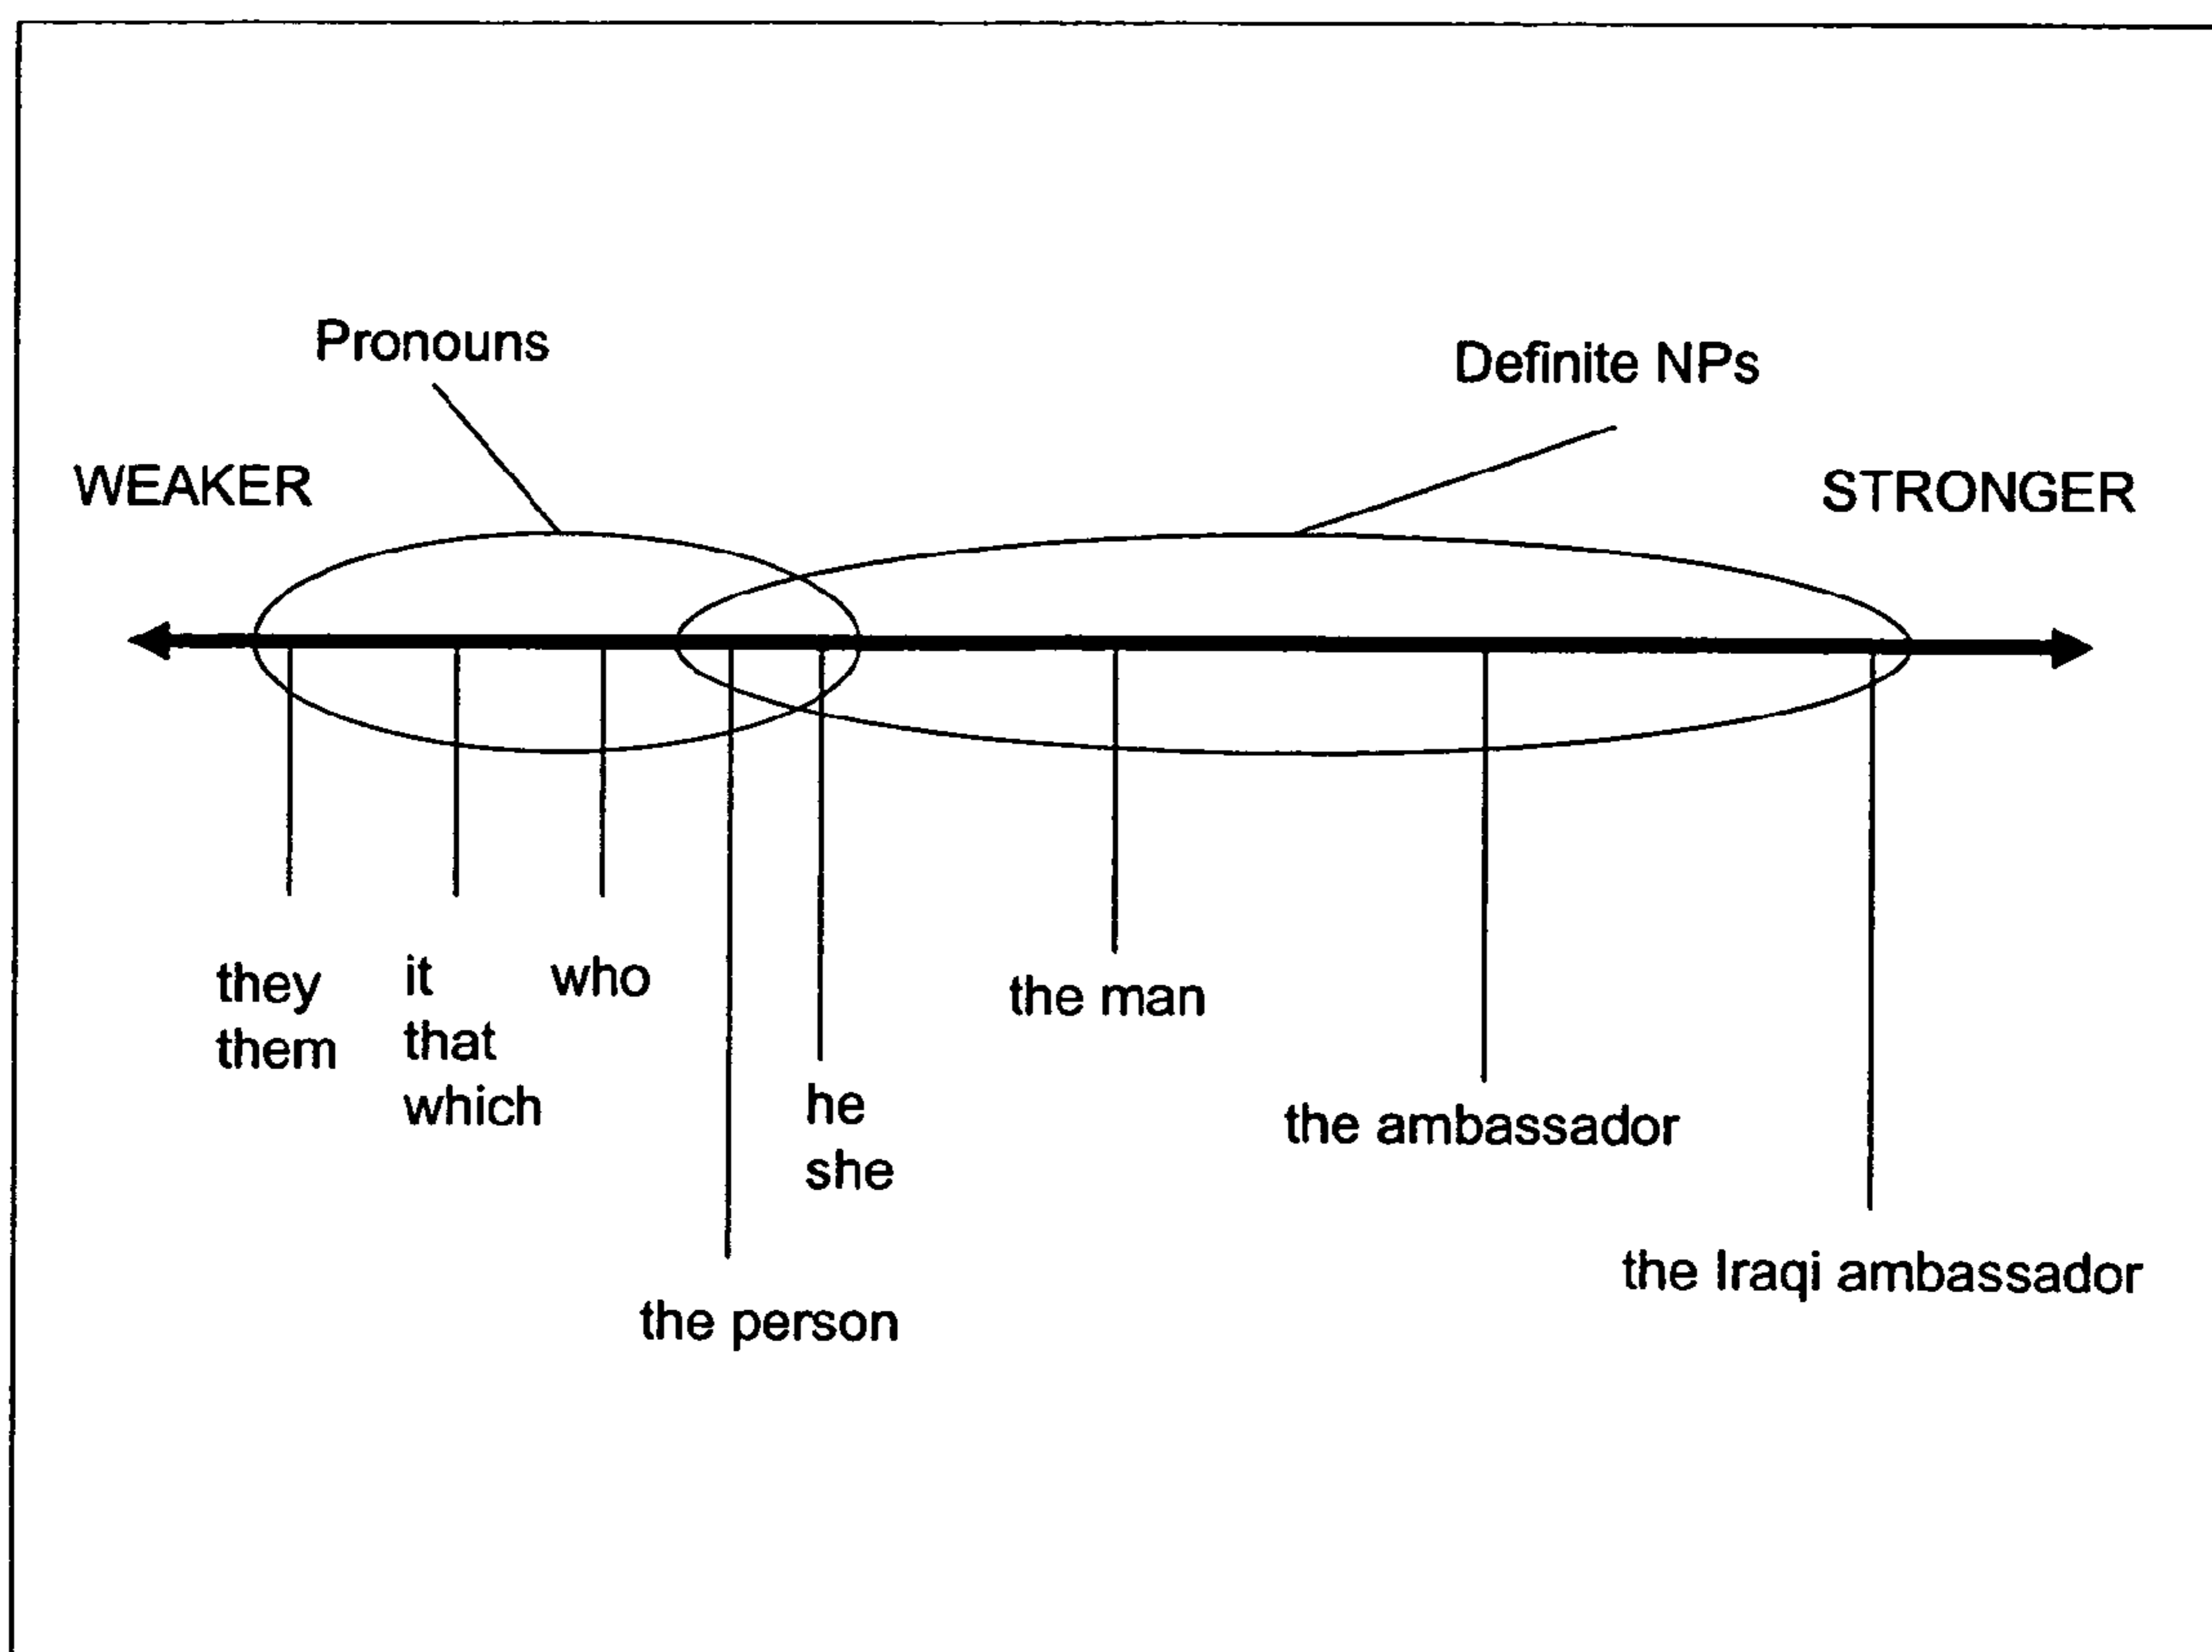 Pronouns
Definite NPs
WEAKER
STRONGER
they
them
it
that
which
who
the person
he
she
the man
the ambassador
the Iraqi ambassador